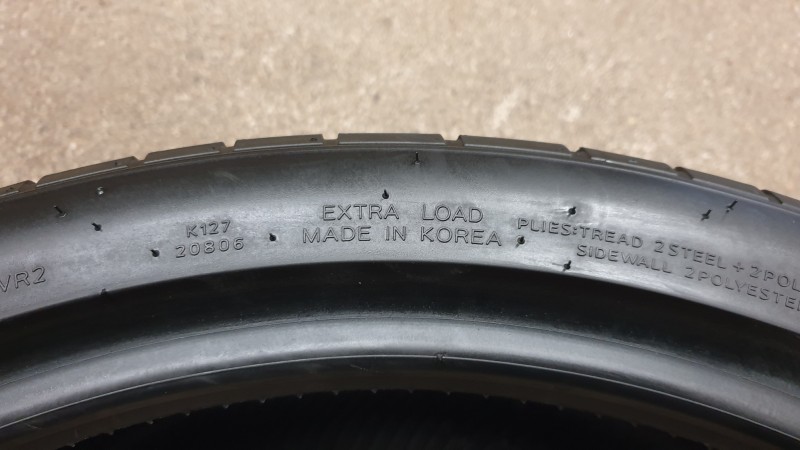 VR2
K127
20806
EXTRA LOAD
MADE IN KOREA
PLIES:TREAD 2STEEL+2POL
SIDEWALL 2POLYESTER